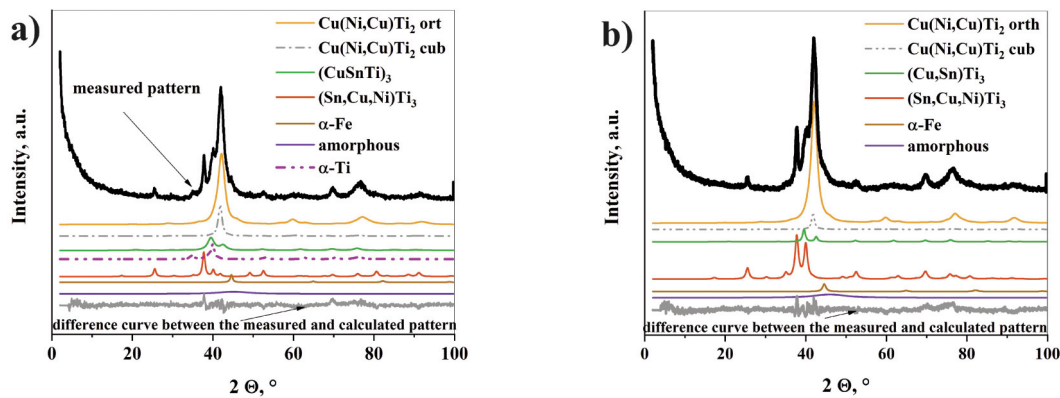 a)
Cu(Ni,Cu)Ti₂ ort
Cu(Ni,Cu)Ti₂ cub
(CuSnTi)₃
(Sn,Cu,Ni)Ti₃
α-Fe
amorphous
α-Ti
measured pattern
Intensity, a.u.
difference curve between the measured and calculated pattern
0 20 40 60 80 100
2 Θ, °
b)
Cu(Ni,Cu)Ti₂ orth
Cu(Ni,Cu)Ti₂ cub
(Cu,Sn)Ti₃
(Sn,Cu,Ni)Ti₃
α-Fe
amorphous
Intensity, a.u.
difference curve between the measured and calculated pattern
0 20 40 60 80 100
2 Θ, °